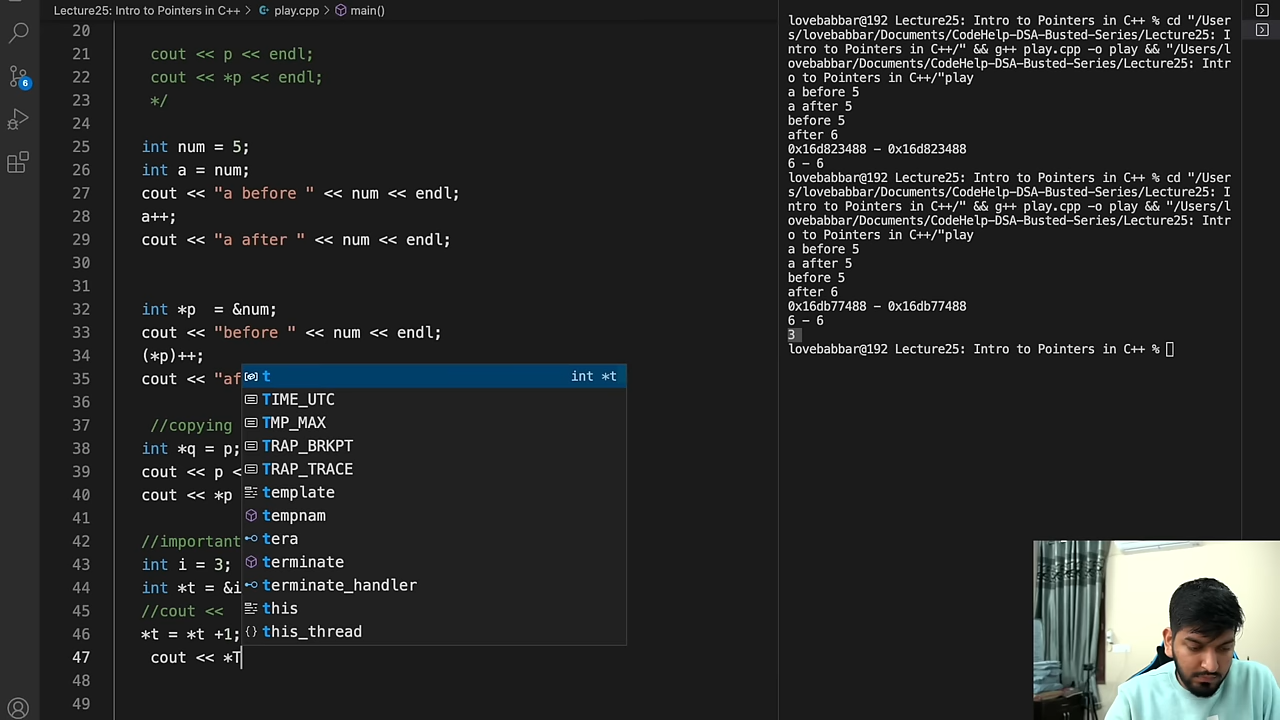 Lecture25: Intro to Pointers in C++ > play.cpp > main()
20
21 cout << p << endl;
22 cout << *p << endl;
23 */
24
25 int num = 5;
26 int a = num;
27 cout << "a before " << num << endl;
28 a++;
29 cout << "a after " << num << endl;
30
31
32 int *p = &num;
33 cout << "before " << num << endl;
34 (*p)++;
35 cout << "af
36
37 //copying
38 int *q = p;
39 cout << p <
40 cout << *p
41
42 //important
43 int i = 3;
44 int *t = &i
45 //cout <<
46 *t = *t +1;
47 cout << *T
48
49
t int *t
TIME_UTC
TMP_MAX
TRAP_BRKPT
TRAP_TRACE
template
tempnam
tera
terminate
terminate_handler
this
this_thread
6
lovebabbar@192 Lecture25: Intro to Pointers in C++ % cd "/User
s/lovebabbar/Documents/CodeHelp-DSA-Busted-Series/Lecture25: I
ntro to Pointers in C++/" && g++ play.cpp -o play && "/Users/l
ovebabbar/Documents/CodeHelp-DSA-Busted-Series/Lecture25: Intr
o to Pointers in C++/"play
a before 5
a after 5
before 5
after 6
0x16d823488 - 0x16d823488
6 - 6
lovebabbar@192 Lecture25: Intro to Pointers in C++ % cd "/User
s/lovebabbar/Documents/CodeHelp-DSA-Busted-Series/Lecture25: I
ntro to Pointers in C++/" && g++ play.cpp -o play && "/Users/l
ovebabbar/Documents/CodeHelp-DSA-Busted-Series/Lecture25: Intr
o to Pointers in C++/"play
a before 5
a after 5
before 5
after 6
0x16db77488 - 0x16db77488
6 - 6
3
lovebabbar@192 Lecture25: Intro to Pointers in C++ %